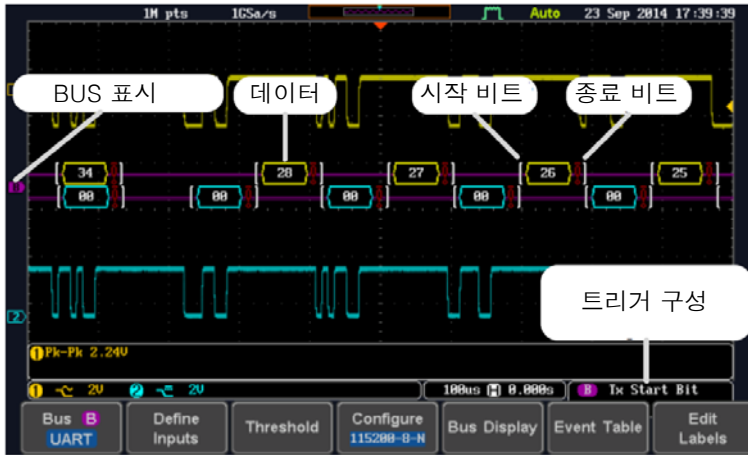 1M pts 1GSa/s Auto 23 Sep 2014 17:39:39
BUS 표시 데이터 시작 비트 종료 비트
34 28 27 26 25
B
00 00 00 00 00
트리거 구성
2
1 Pk-Pk 2.24V
1 2V 2 2V 100us H 0.000s B Tx Start Bit
Bus B Define Threshold Configure Bus Display Event Table Edit
UART Inputs 115200-8-N Labels